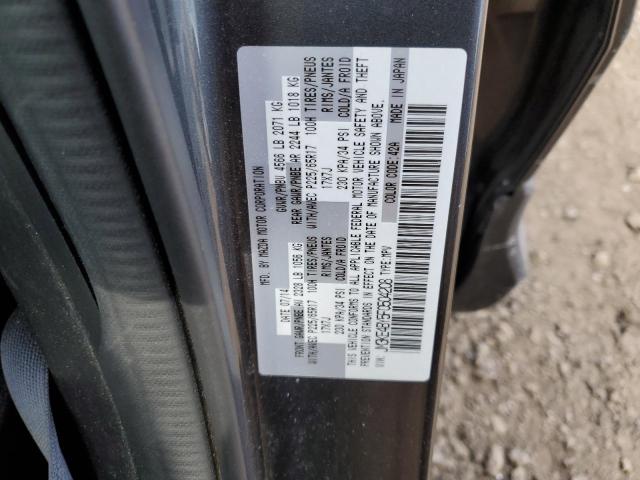 MFD. BY MAZDA MOTOR CORPORATION
DATE: 07/14 GVWR/PNBV 4566 LB 2071 KG
FRONT GAWR/PNBE.AV 2328 LB 1056 KG REAR GAWR/PNBE.AR 2244 LB 1018 KG
WITH/AVEC P225/65R17 100H TIRES/PNEUS WITH/AVEC P225/65R17 100H TIRES/PNEUS
17X7J RIMS/JANTES 17X7J RIMS/JANTES
230 KPA/34 PSI COLD/A FROID 230 KPA/34 PSI COLD/A FROID
THIS VEHICLE CONFORMS TO ALL APPLICABLE FEDERAL MOTOR VEHICLE SAFETY AND THEFT
PREVENTION STANDARDS IN EFFECT ON THE DATE OF MANUFACTURE SHOWN ABOVE.
COLOR CODE:42A MADE IN JAPAN
TYPE:MPV